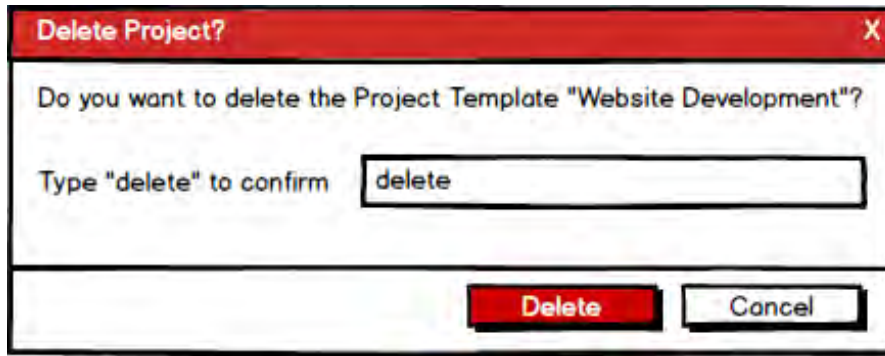 Delete Project? X
Do you want to delete the Project Template "Website Development"?
Type "delete" to confirm delete
Delete Cancel